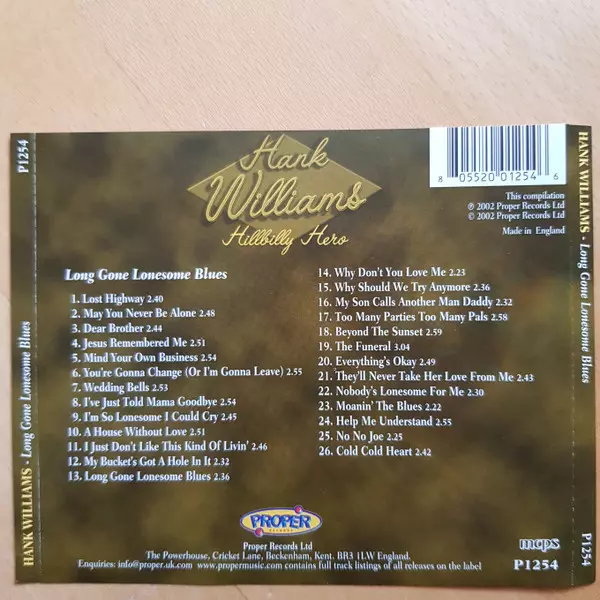 P1254
HANK WILLIAMS • Long Gone Lonesome Blues
Hank
Williams
Hillbilly Hero
8 05520 01254 6
This compilation
℗ 2002 Proper Records Ltd
© 2002 Proper Records Ltd
Made in England
Long Gone Lonesome Blues
1. Lost Highway 2.40
2. May You Never Be Alone 2.48
3. Dear Brother 2.44
4. Jesus Remembered Me 2.51
5. Mind Your Own Business 2.54
6. You're Gonna Change (Or I'm Gonna Leave) 2.55
7. Wedding Bells 2.53
8. I've Just Told Mama Goodbye 2.54
9. I'm So Lonesome I Could Cry 2.45
10. A House Without Love 2.51
11. I Just Don't Like This Kind Of Livin' 2.46
12. My Bucket's Got A Hole In It 2.32
13. Long Gone Lonesome Blues 2.36
14. Why Don't You Love Me 2.23
15. Why Should We Try Anymore 2.36
16. My Son Calls Another Man Daddy 2.32
17. Too Many Parties Too Many Pals 2.58
18. Beyond The Sunset 2.59
19. The Funeral 3.04
20. Everything's Okay 2.49
21. They'll Never Take Her Love From Me 2.43
22. Nobody's Lonesome For Me 2.30
23. Moanin' The Blues 2.22
24. Help Me Understand 2.55
25. No No Joe 2.25
26. Cold Cold Heart 2.42
PROPER
RECORDS
Proper Records Ltd
The Powerhouse, Cricket Lane, Beckenham, Kent. BR3 1LW England.
Enquiries: info@proper.uk.com www.propermusic.com contains full track listings of all releases on the label
mcps
P1254
HANK WILLIAMS • Long Gone Lonesome Blues
P1254